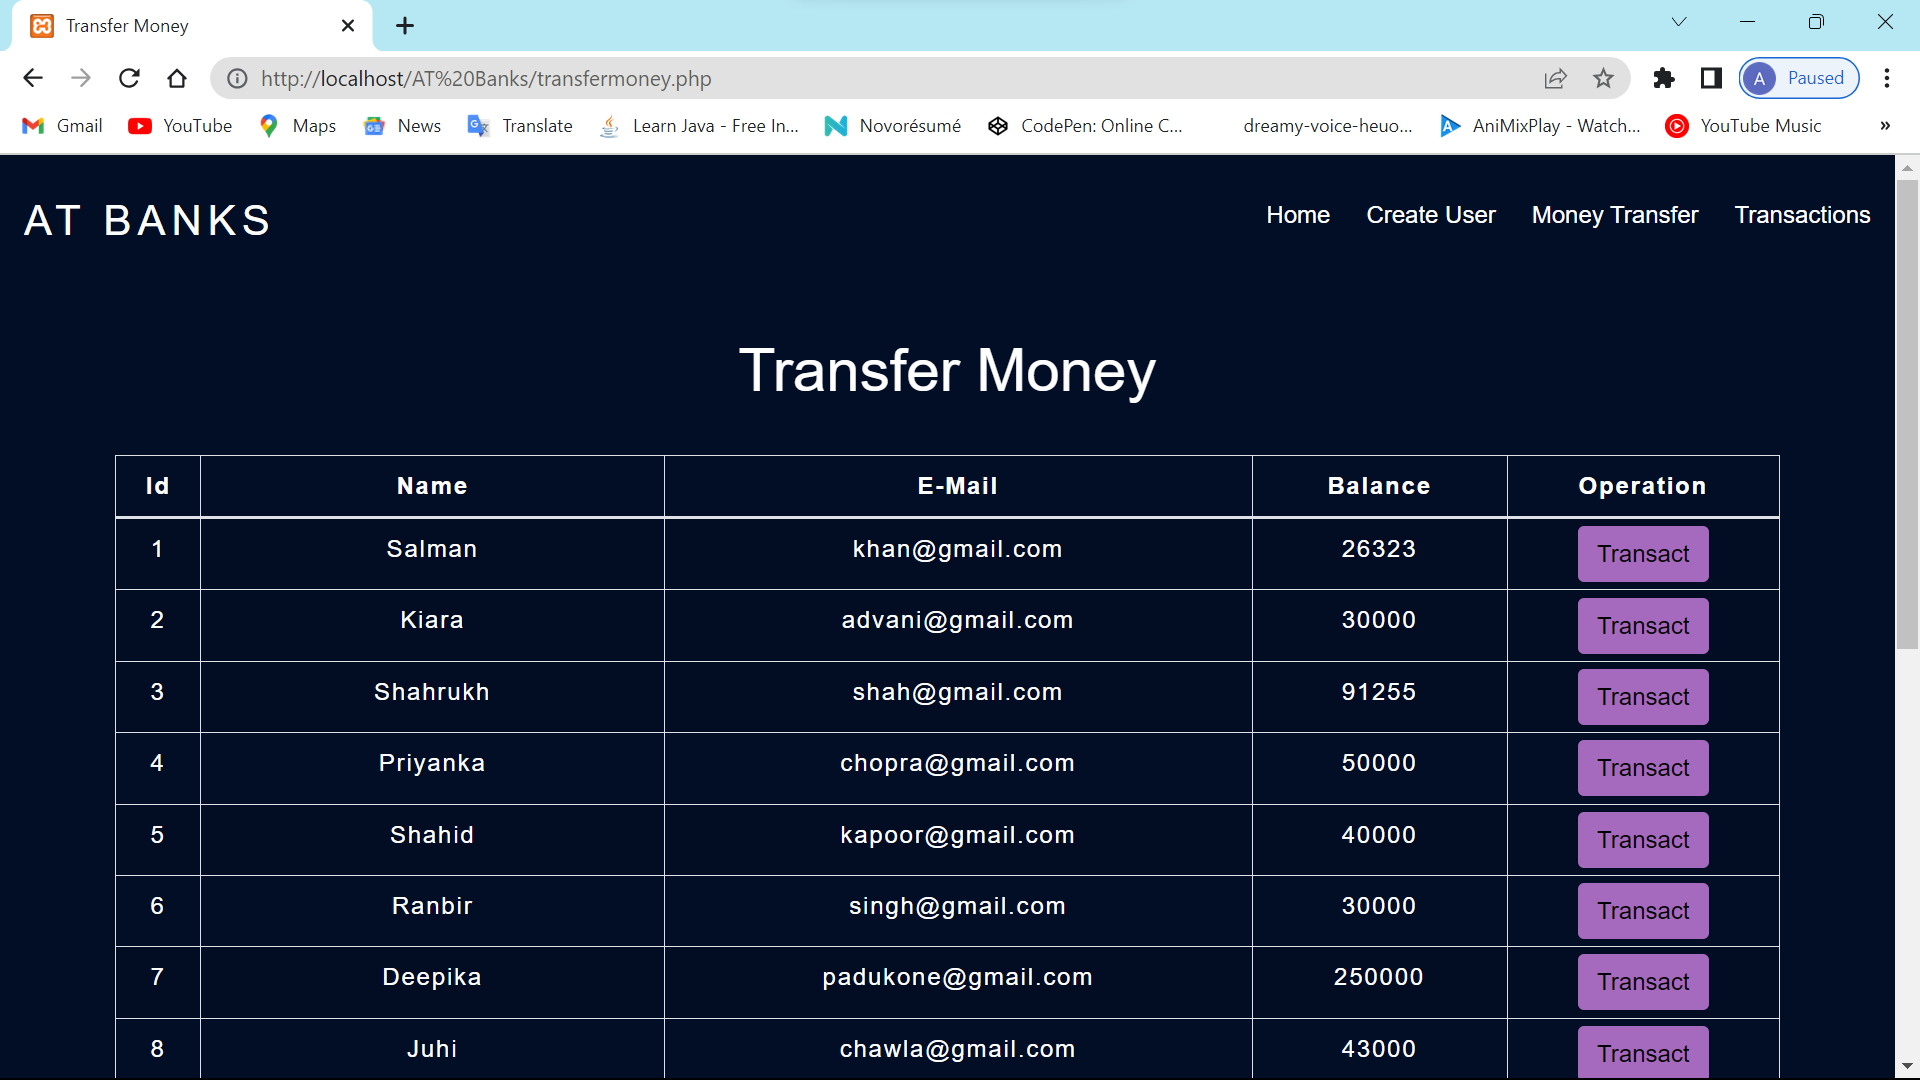 Transfer Money
http://localhost/AT%20Banks/transfermoney.php
A Paused
Gmail YouTube Maps News Translate Learn Java - Free In... Novorésumé CodePen: Online C... dreamy-voice-heuo... AniMixPlay - Watch... YouTube Music »
AT BANKS
Home Create User Money Transfer Transactions
Transfer Money
Id Name E-Mail Balance Operation
1 Salman khan@gmail.com 26323 Transact
2 Kiara advani@gmail.com 30000 Transact
3 Shahrukh shah@gmail.com 91255 Transact
4 Priyanka chopra@gmail.com 50000 Transact
5 Shahid kapoor@gmail.com 40000 Transact
6 Ranbir singh@gmail.com 30000 Transact
7 Deepika padukone@gmail.com 250000 Transact
8 Juhi chawla@gmail.com 43000 Transact